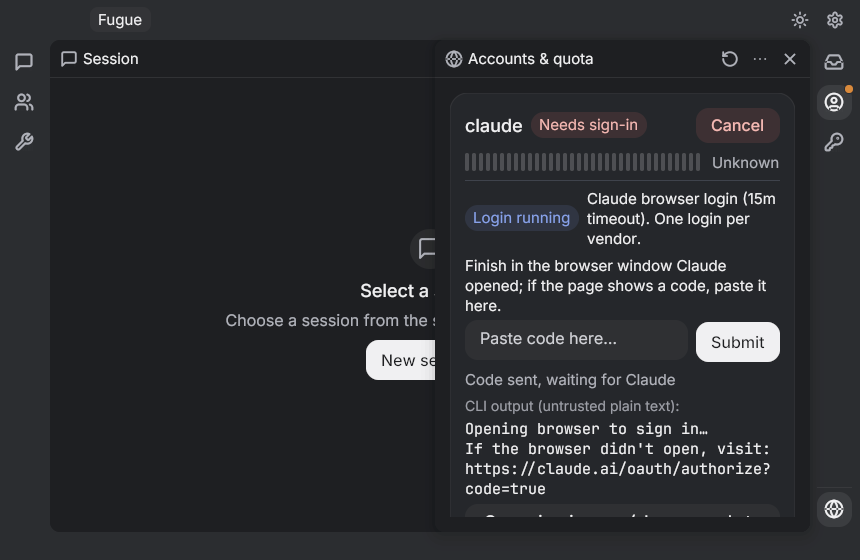 Fugue
Session
Accounts & quota
claude
Needs sign-in
Cancel
Unknown
Login running
Claude browser login (15m
timeout). One login per
vendor.
Finish in the browser window Claude
opened; if the page shows a code, paste it
here.
Paste code here...
Submit
Code sent, waiting for Claude
CLI output (untrusted plain text):
Opening browser to sign in…
If the browser didn't open, visit:
https://claude.ai/oauth/authorize?
code=true
Select a
Choose a session from the
New se